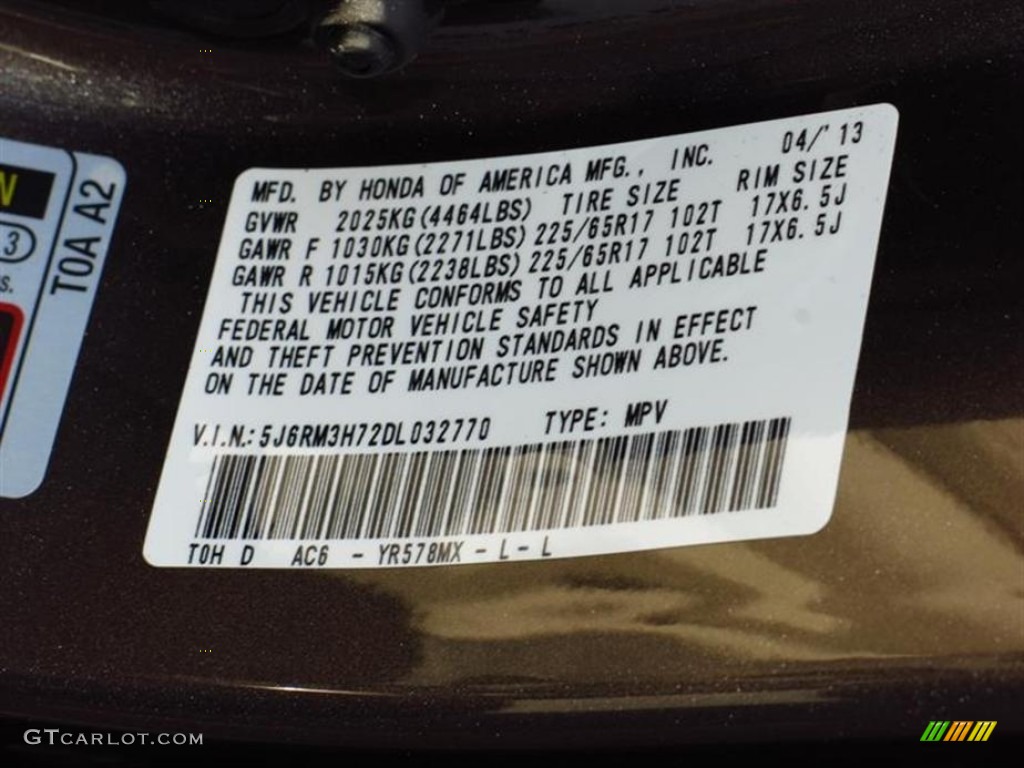 N
3
S.
T0A A2
MFD. BY HONDA OF AMERICA MFG., INC. 04/'13
GVWR 2025KG(4464LBS) TIRE SIZE RIM SIZE
GAWR F 1030KG(2271LBS) 225/65R17 102T 17X6.5J
GAWR R 1015KG(2238LBS) 225/65R17 102T 17X6.5J
THIS VEHICLE CONFORMS TO ALL APPLICABLE
FEDERAL MOTOR VEHICLE SAFETY
AND THEFT PREVENTION STANDARDS IN EFFECT
ON THE DATE OF MANUFACTURE SHOWN ABOVE.
V.I.N.: 5J6RM3H72DL032770 TYPE: MPV
T0H D AC6 - YR578MX - L - L
GTCARLOT.COM